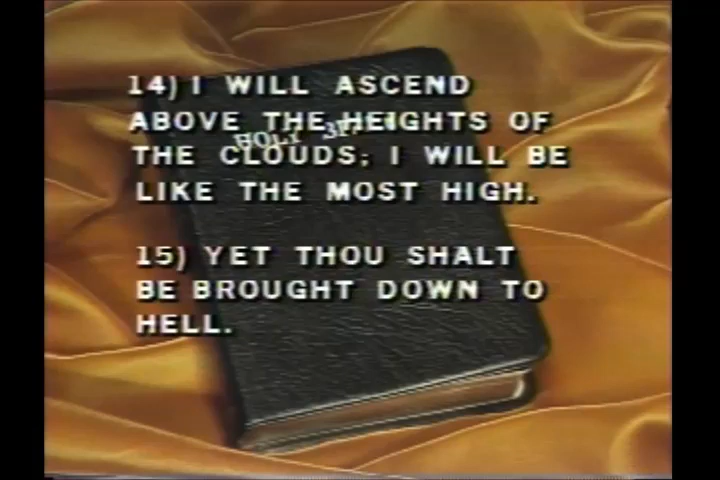 14) I WILL ASCEND
ABOVE THE HEIGHTS OF
THE CLOUDS; I WILL BE
LIKE THE MOST HIGH.
15) YET THOU SHALT
BE BROUGHT DOWN TO
HELL.
HOLY